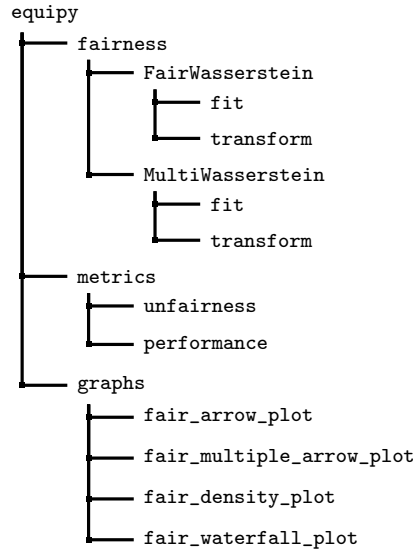 equipy
fairness
FairWasserstein
fit
transform
MultiWasserstein
fit
transform
metrics
unfairness
performance
graphs
fair_arrow_plot
fair_multiple_arrow_plot
fair_density_plot
fair_waterfall_plot